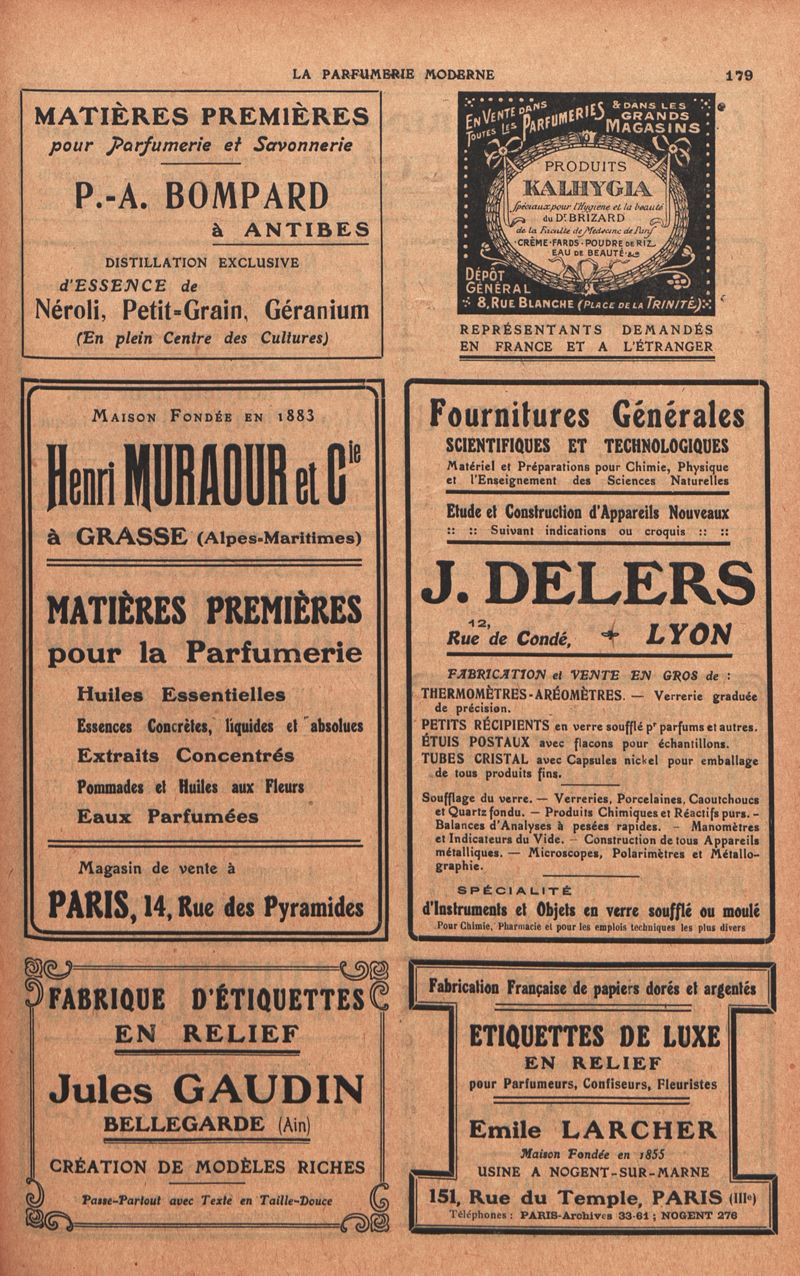 LA PARFUMERIE MODERNE
179
MATIÈRES PREMIÈRES
pour Parfumerie et Savonnerie
P.-A. BOMPARD
à ANTIBES
DISTILLATION EXCLUSIVE
d'ESSENCE de
Néroli, Petit-Grain, Géranium
(En plein Centre des Cultures)
EN VENTE DANS
TOUTES LES PARFUMERIES
& DANS LES
GRANDS
MAGASINS
PRODUITS
KALHYGIA
Spéciaux pour l'Hygiène et la beauté
du Dr. BRIZARD
de la Faculté de Médecine de Paris
CRÈME·FARDS·POUDRE DE RIZ
EAU DE BEAUTÉ·&
DÉPÔT
GÉNÉRAL
8, RUE BLANCHE (PLACE DE LA TRINITÉ)
REPRÉSENTANTS DEMANDÉS
EN FRANCE ET A L'ÉTRANGER
MAISON FONDÉE EN 1883
Henri MURAOUR et Cie
à GRASSE (Alpes-Maritimes)
MATIÈRES PREMIÈRES
pour la Parfumerie
Huiles Essentielles
Essences Concrètes, liquides et absolues
Extraits Concentrés
Pommades et Huiles aux Fleurs
Eaux Parfumées
Magasin de vente à
PARIS, 14, Rue des Pyramides
Fournitures Générales
SCIENTIFIQUES ET TECHNOLOGIQUES
Matériel et Préparations pour Chimie, Physique
et l'Enseignement des Sciences Naturelles
Etude et Construction d'Appareils Nouveaux
:: :: Suivant indications ou croquis :: ::
J. DELERS
12,
Rue de Condé, LYON
FABRICATION et VENTE EN GROS de :
THERMOMÈTRES-ARÉOMÈTRES. — Verrerie graduée
de précision.
PETITS RÉCIPIENTS en verre soufflé pr parfums et autres.
ÉTUIS POSTAUX avec flacons pour échantillons.
TUBES CRISTAL avec Capsules nickel pour emballage
de tous produits fins.
Soufflage du verre. — Verreries, Porcelaines, Caoutchoucs
et Quartz fondu. — Produits Chimiques et Réactifs purs. -
Balances d'Analyses à pesées rapides. - Manomètres
et Indicateurs du Vide. - Construction de tous Appareils
métalliques. — Microscopes, Polarimètres et Métallo-
graphie.
SPÉCIALITÉ
d'Instruments et Objets en verre soufflé ou moulé
Pour Chimie, Pharmacie et pour les emplois techniques les plus divers
FABRIQUE D'ÉTIQUETTES
EN RELIEF
Jules GAUDIN
BELLEGARDE (Ain)
CRÉATION DE MODÈLES RICHES
Passe-Partout avec Texte en Taille-Douce
Fabrication Française de papiers dorés et argentés
ETIQUETTES DE LUXE
EN RELIEF
pour Parfumeurs, Confiseurs, Fleuristes
Emile LARCHER
Maison Fondée en 1855
USINE A NOGENT-SUR-MARNE
151, Rue du Temple, PARIS (IIIe)
Téléphones : PARIS-Archives 33-61 ; NOGENT 276